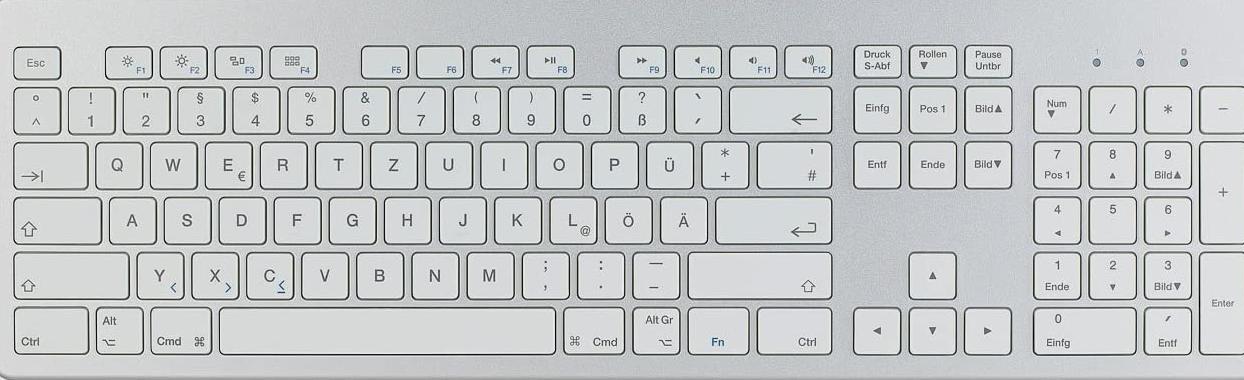 Esc F1 F2 F3 F4 F5 F6 F7 F8 F9 F10 F11 F12 Druck S-Abf Rollen ▼ Pause Untbr 1 A
° ^ ! 1 " 2 § 3 $ 4 % 5 & 6 / 7 ( 8 ) 9 = 0 ? ß ` ´ ← Einfg Pos 1 Bild▲ Num ▼ / * −
→| Q W E € R T Z U I O P Ü * + ' # Entf Ende Bild▼ 7 Pos 1 8 ▲ 9 Bild▲ +
⇧ A S D F G H J K L @ Ö Ä ↵ 4 ◄ 5 6 ►
⇧ Y < X > C ≤ V B N M ; , : . — – ⇧ ▲ 1 Ende 2 ▼ 3 Bild▼ Enter
Ctrl Alt ⌥ Cmd ⌘ ⌘ Cmd Alt Gr ⌥ Fn Ctrl ◄ ▼ ► 0 Einfg ′ Entf